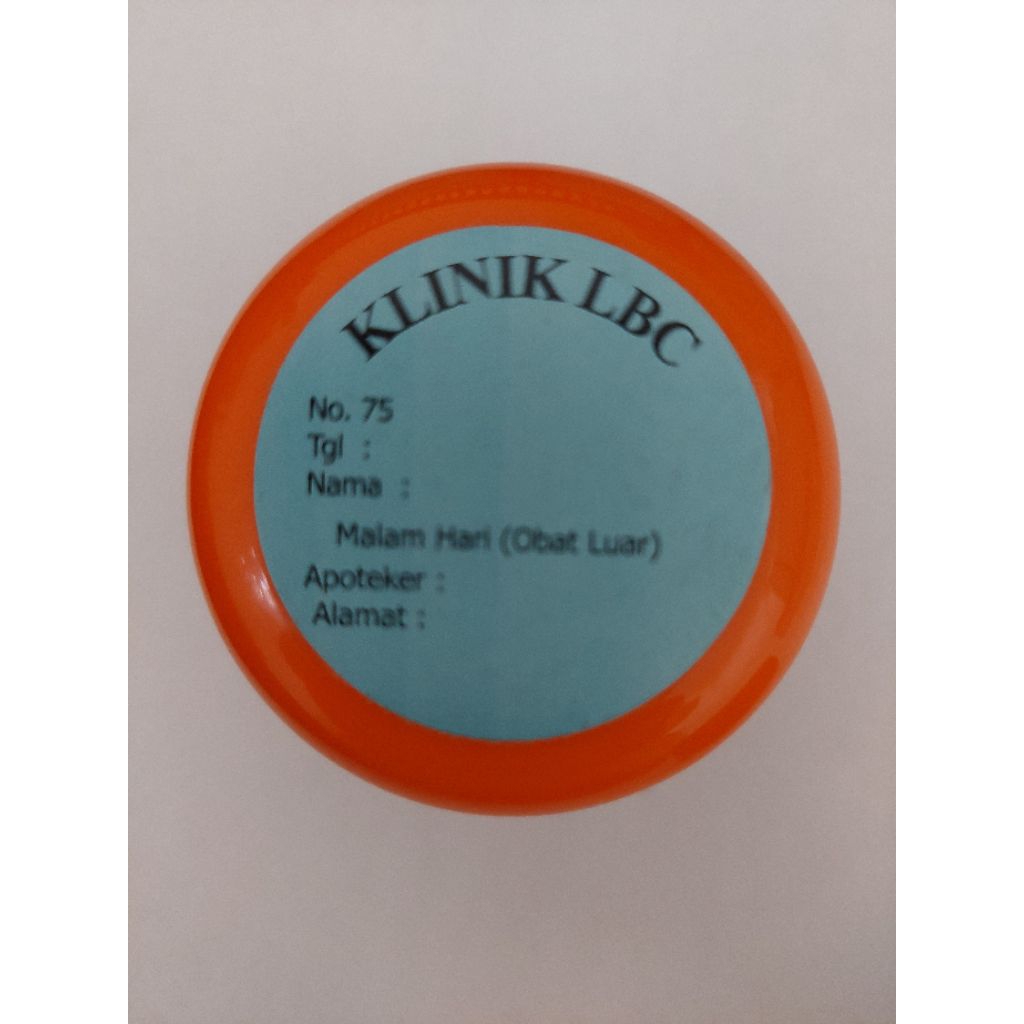 KLINIK LBC
No. 75
Tgl :
Nama :
Malam Hari (Obat Luar)
Apoteker :
Alamat :